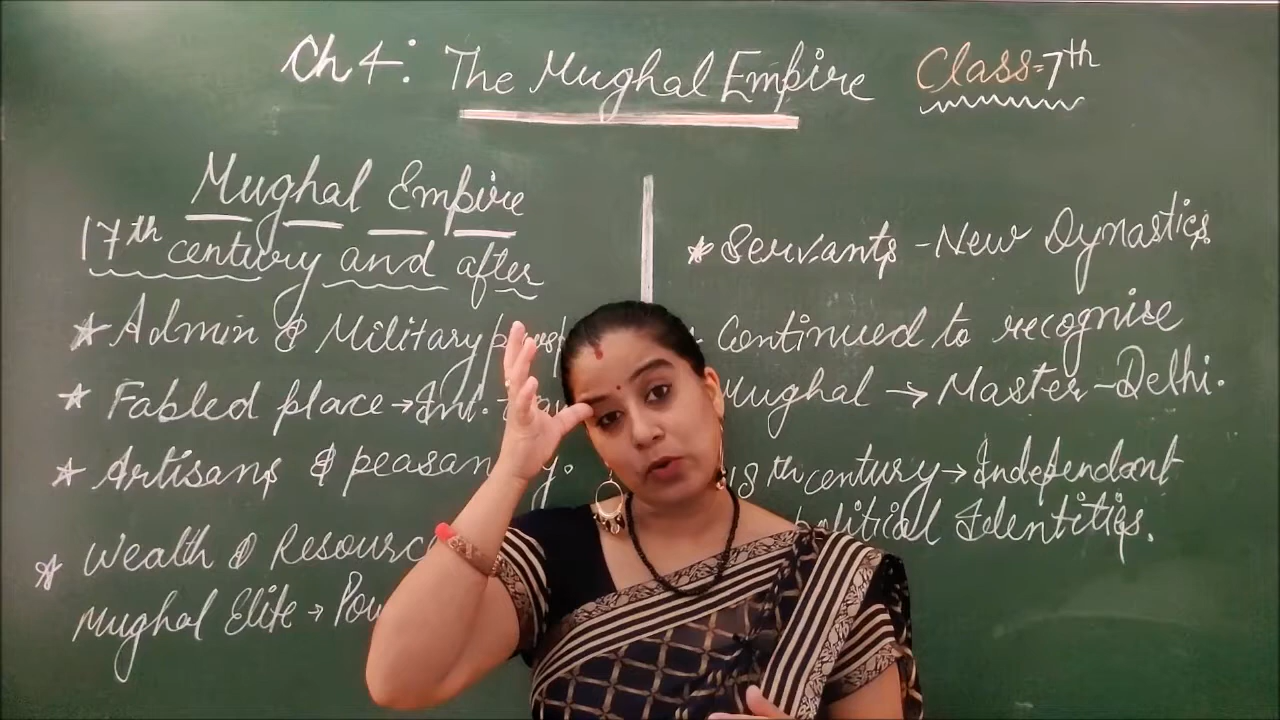 Ch 4: The Mughal Empire Class=7th
Mughal Empire
17th century and after
* Admin & Military
* Fabled place → Int.
* Artisans & peasan y.
* Wealth & Resourc
Mughal Elite → Pow
* Servants - New Dynastics
Continued to recognise
Mughal → Master-Delhi.
18th century → Independant
political Identities.